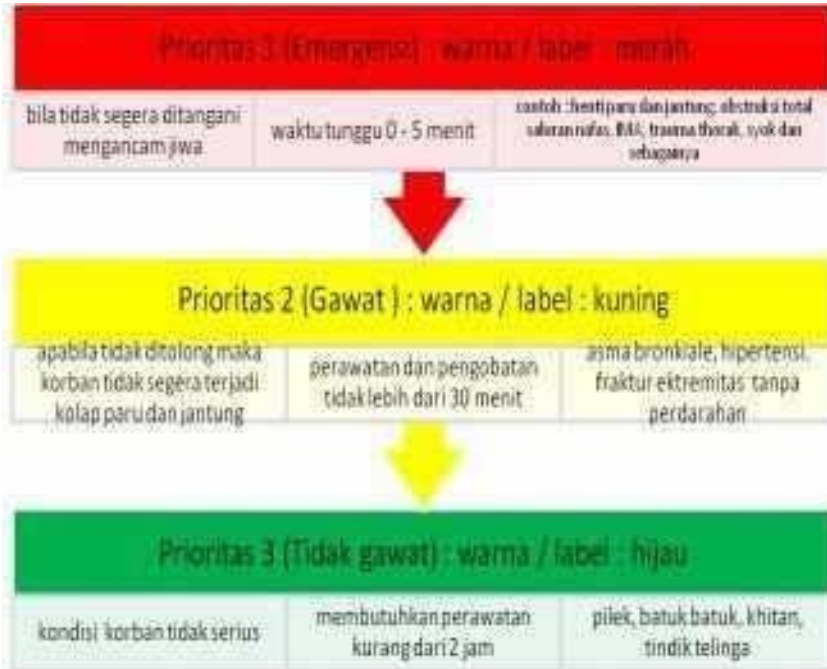 Prioritas 1 (Emergensi) : warna / label : merah
bila tidak segera ditangani
mengancam jiwa
waktu tunggu 0 - 5 menit
contoh : henti paru dan jantung, obstruksi total
saluran nafas, IMA, trauma thorak, syok dan
sebagainya
Prioritas 2 (Gawat ) : warna / label : kuning
apabila tidak ditolong maka
korban tidak segera terjadi
kolap paru dan jantung
perawatan dan pengobatan
tidak lebih dari 30 menit
asma bronkiale, hipertensi,
fraktur ektremitas tanpa
perdarahan
Prioritas 3 (Tidak gawat) : warna / label : hijau
kondisi korban tidak serius
membutuhkan perawatan
kurang dari 2 jam
pilek, batuk batuk, khitan,
tindik telinga